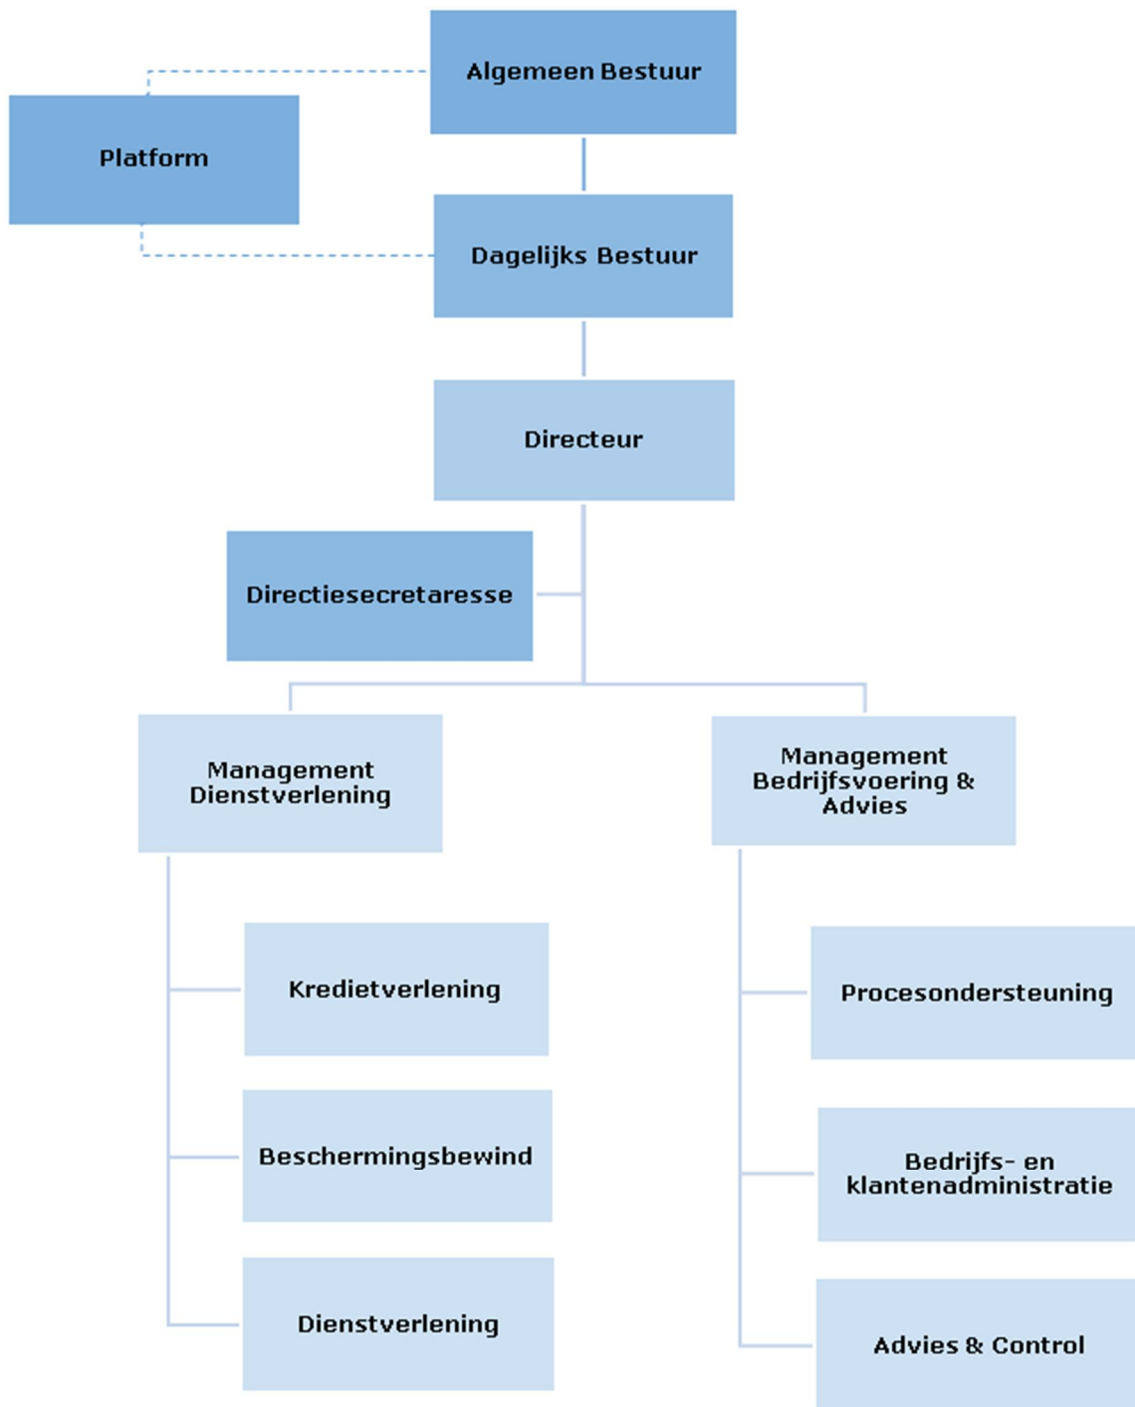 Algemeen Bestuur
Platform
Dagelijks Bestuur
Directeur
Directiesecretaresse
Management
Dienstverlening
Management
Bedrijfsvoering &
Advies
Kredietverlening
Beschermingsbewind
Dienstverlening
Procesondersteuning
Bedrijfs- en
klantenadministratie
Advies & Control